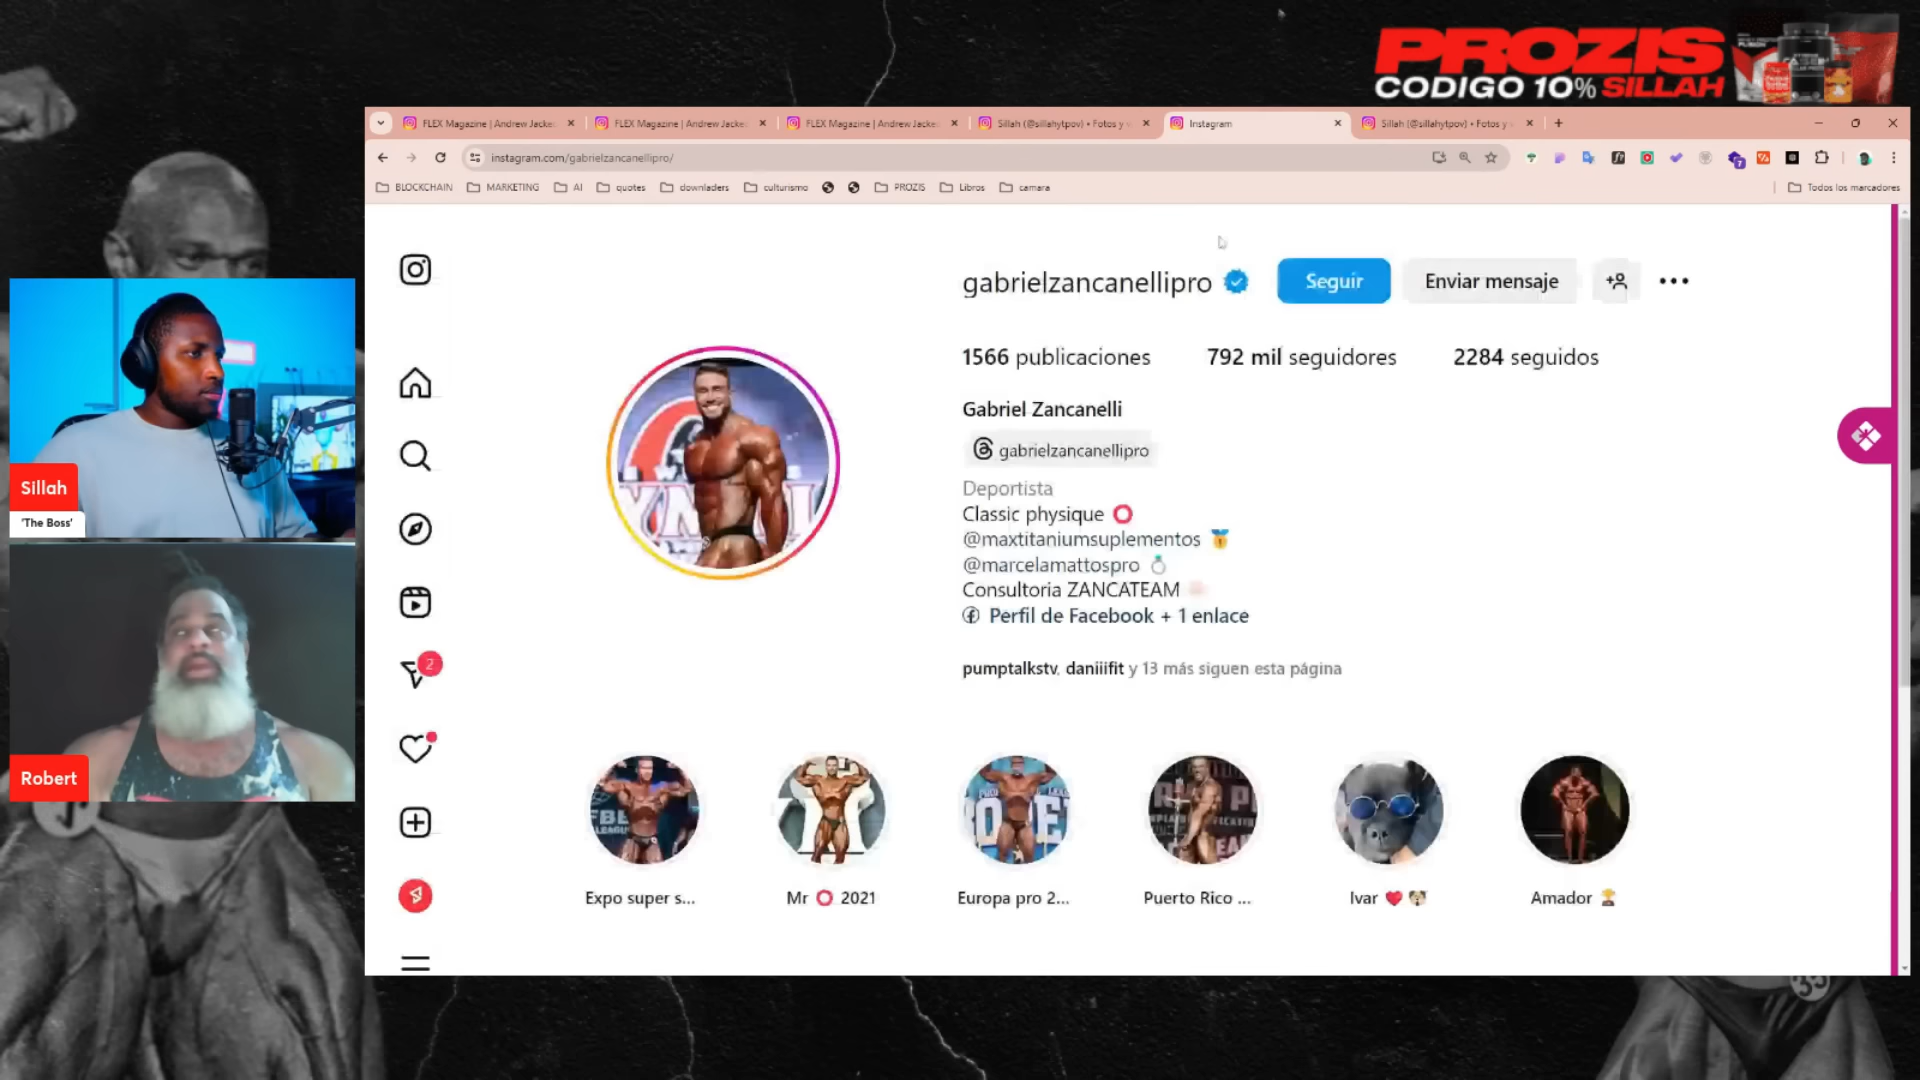 PROZIS
CODIGO 10% SILLAH
FLEX Magazine | Andrew Jacke
FLEX Magazine | Andrew Jacke
FLEX Magazine | Andrew Jacke
Sillah (@sillahytpov) • Fotos y v
Instagram
Sillah (@sillahytpov) • Fotos y
instagram.com/gabrielzancanellipro/
BLOCKCHAIN
MARKETING
AI
quotes
downladers
culturismo
PROZIS
Libros
camara
Todos los marcadores
gabrielzancanellipro
Seguir
Enviar mensaje
1566 publicaciones
792 mil seguidores
2284 seguidos
Gabriel Zancanelli
gabrielzancanellipro
Deportista
Classic physique ⭕
@maxtitaniumsuplementos 🥇
@marcelamattospro 💍
Consultoria ZANCATEAM
Perfil de Facebook + 1 enlace
pumptalkstv, daniiifit y 13 más siguen esta página
2
Expo super s...
Mr ⭕ 2021
Europa pro 2...
Puerto Rico ...
Ivar ❤️ 🐶
Amador 🏆
Sillah
'The Boss'
Robert